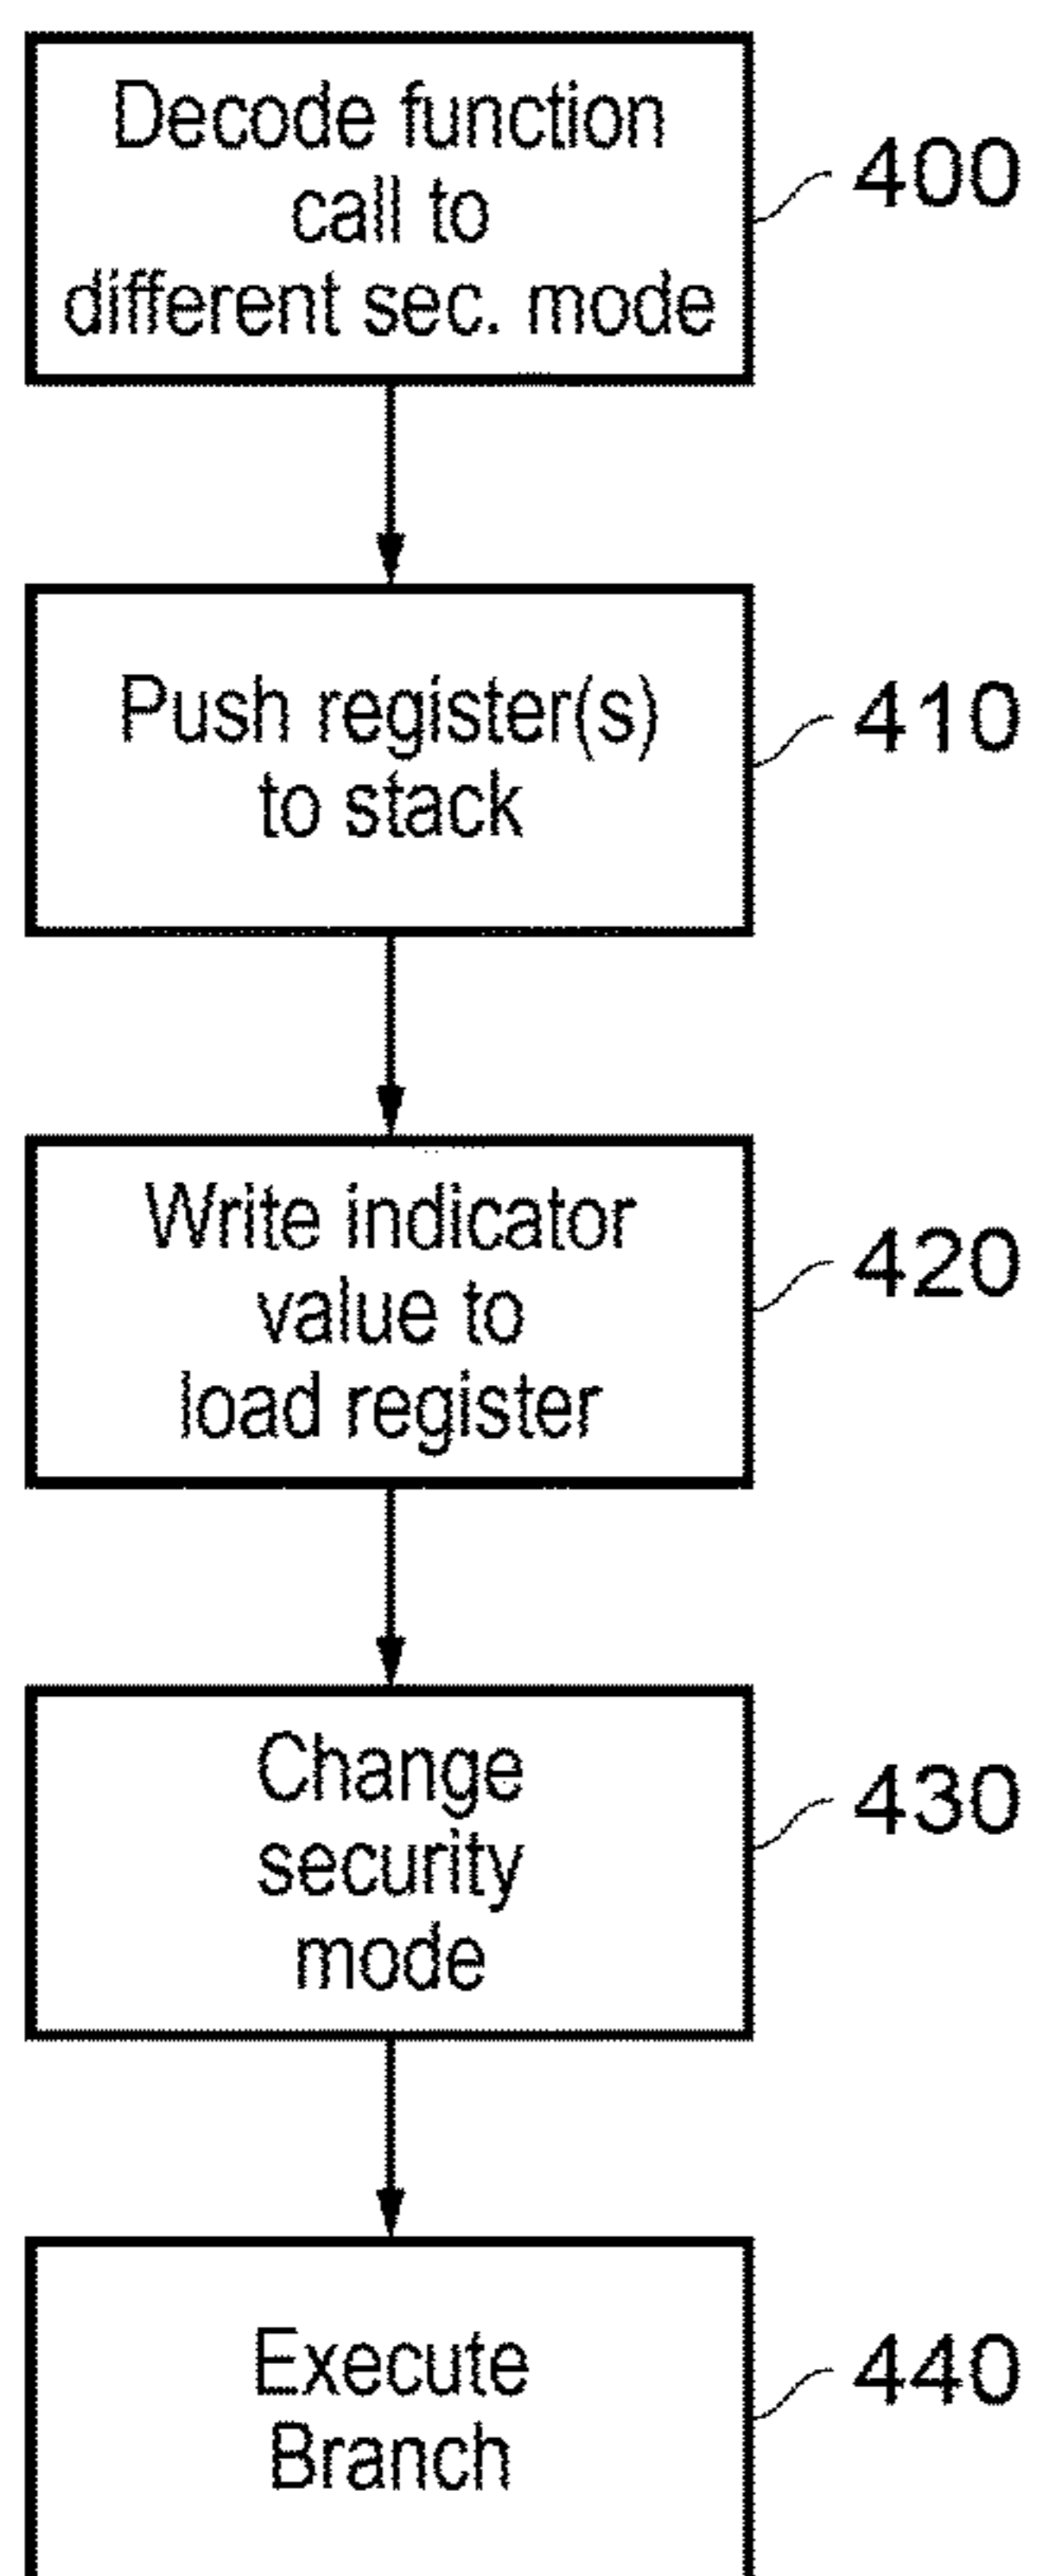 Decode function
call to
different sec. mode
400
Push register(s)
to stack
410
Write indicator
value to
load register
420
Change
security
mode
430
Execute
Branch
440